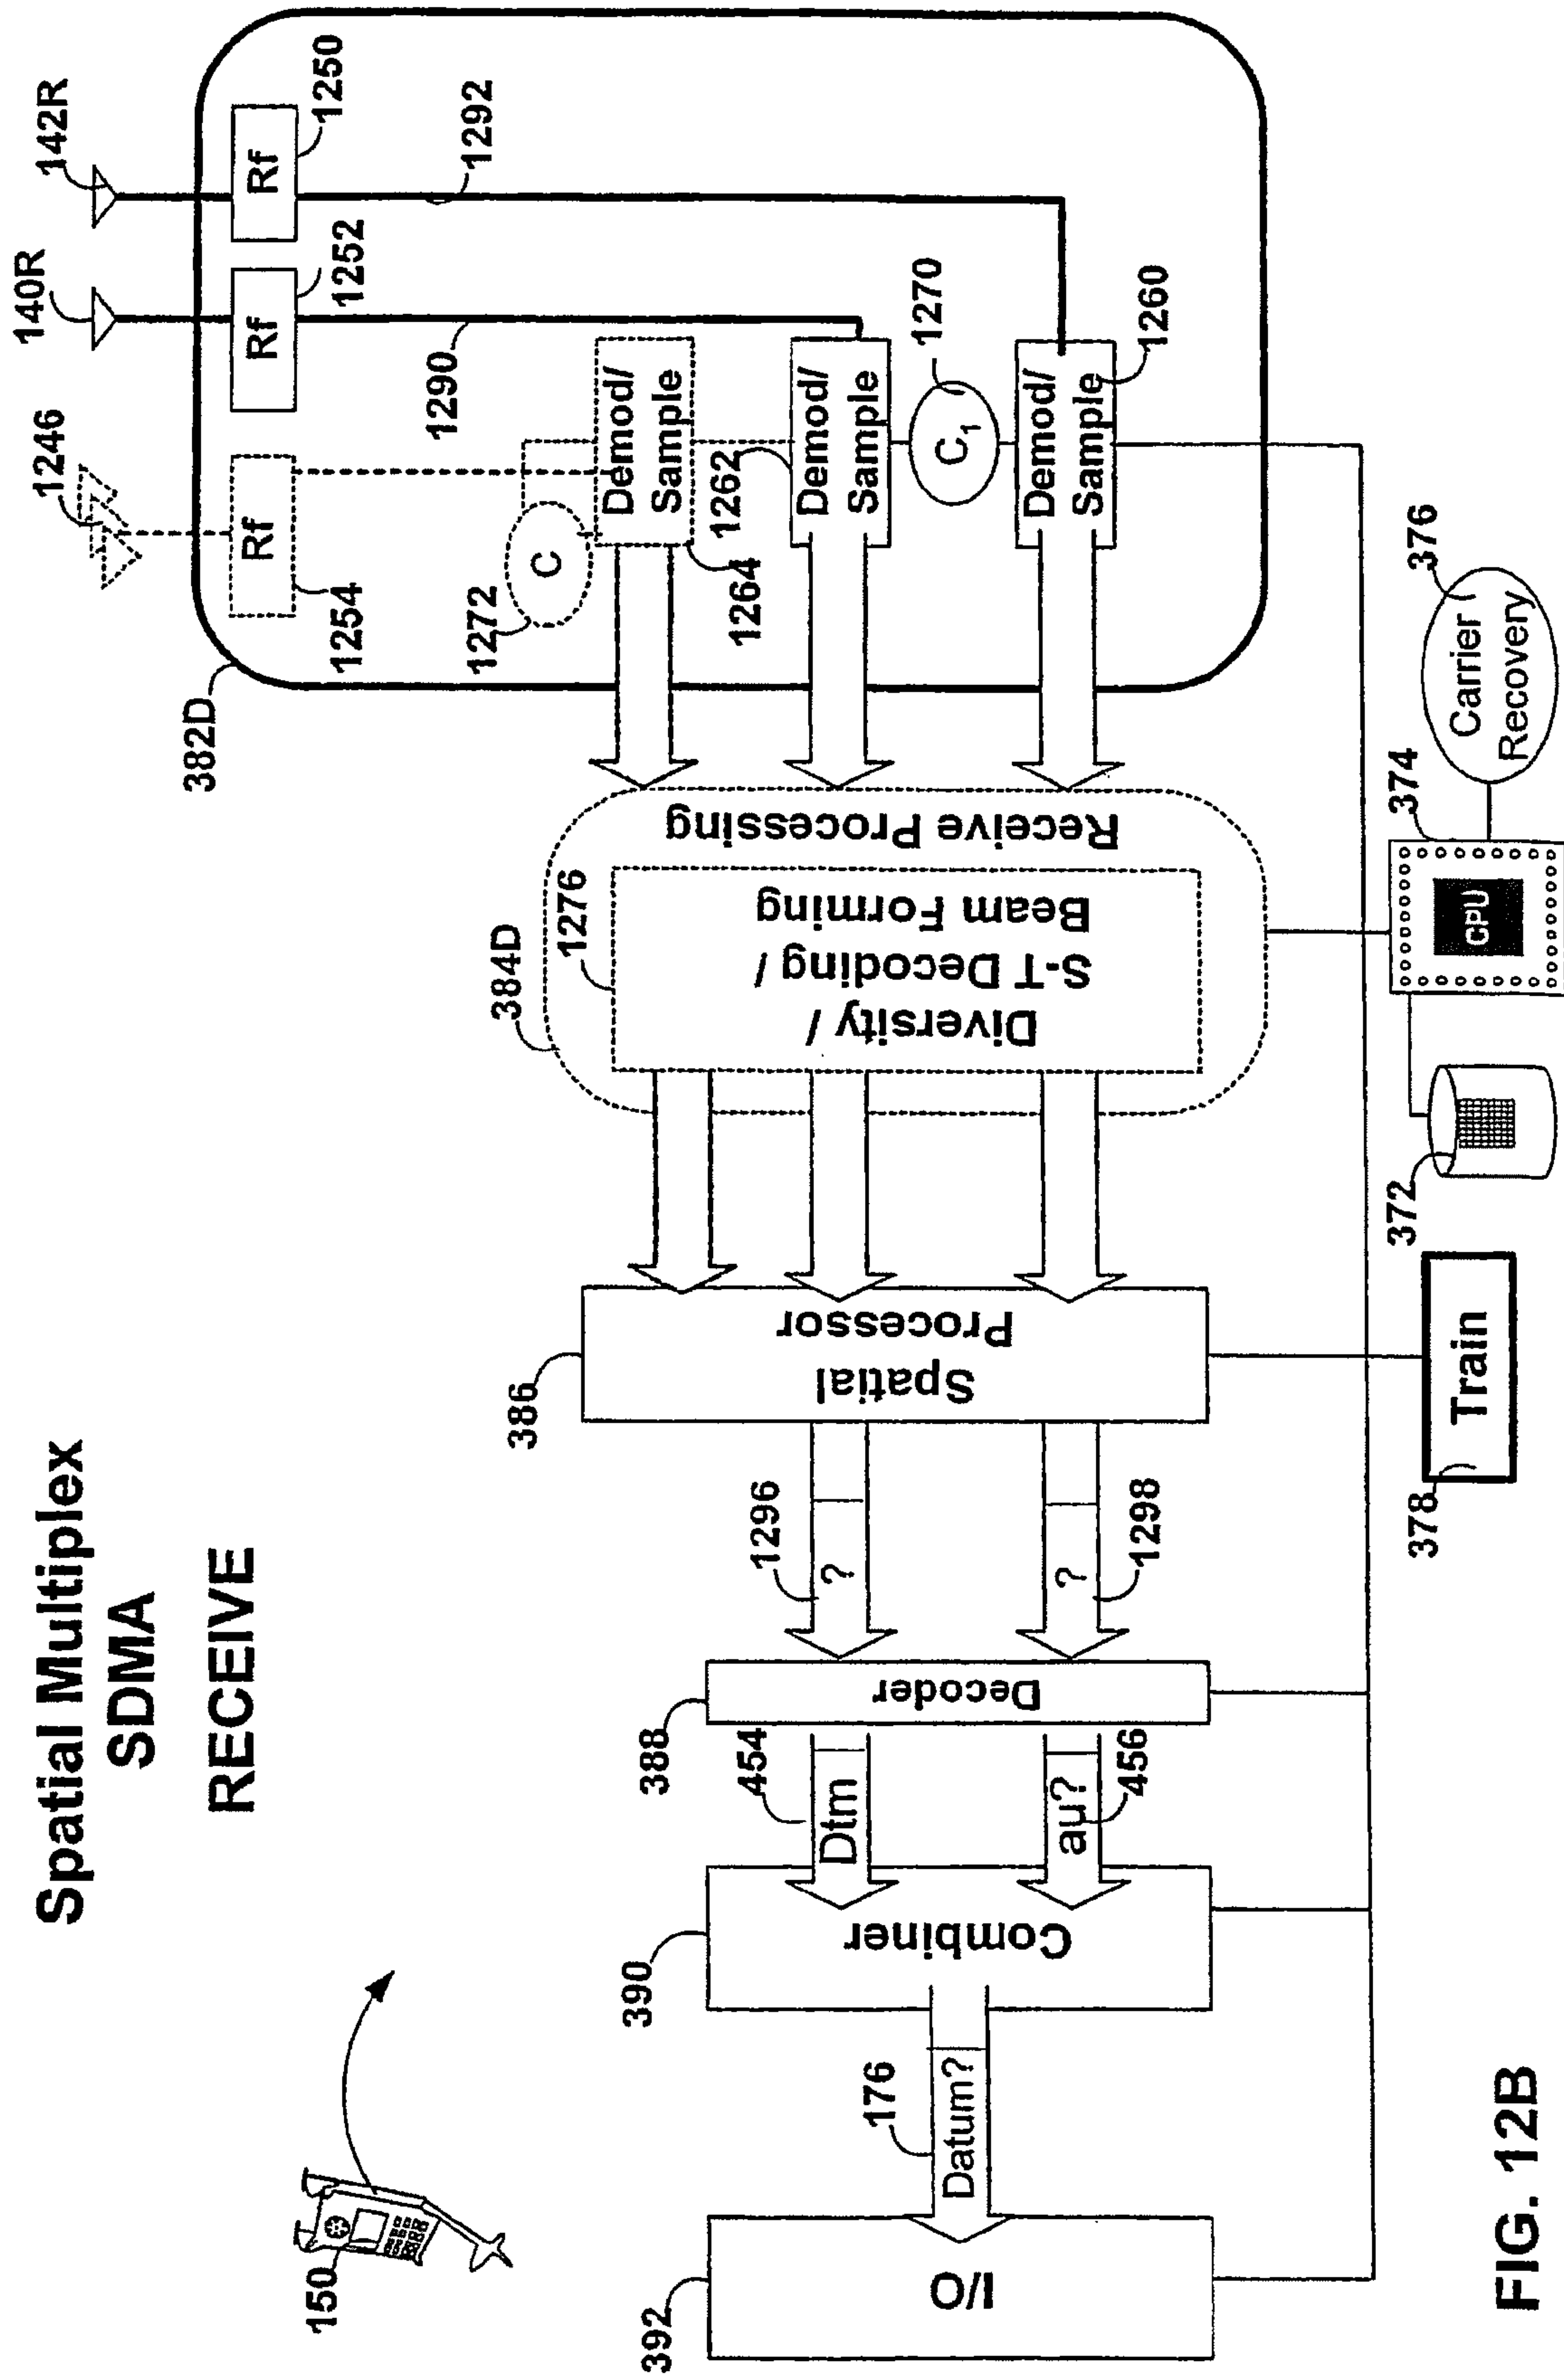 Spatial Multiplex
SDMA
RECEIVE
150
142R
140R
1246
Rf
1250
Rf
1252
Rf
1254
1292
1290
382D
1272
C
Demod/
Sample
1264
1262
Demod/
Sample
C1
1270
Demod/
Sample
1260
384D
Receive Processing
1276
Diversity /
S-T Decoding /
Beam Forming
386
Spatial
Processor
1296
?
?
1298
388
Decoder
454
Dtm
au?
456
390
Combiner
176
Datum?
392
I/O
376
Carrier
Recovery
374
CPU
372
378
Train
FIG. 12B